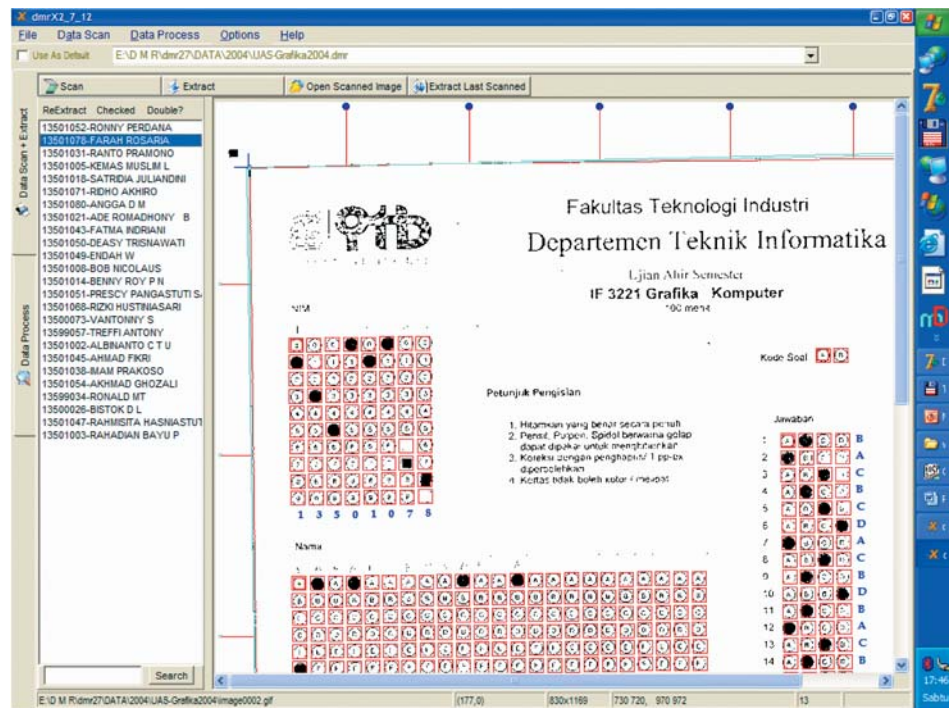 dmrX2_7_12
File Data Scan Data Process Options Help
Use As Default E:\D M R\dmr27\DATA\2004\UAS-Grafika2004.dmr
Scan Extract Open Scanned Image Extract Last Scanned
Data Scan + Extract
Data Process
ReExtract Checked Double?
13501052-RONNY PERDANA
13501078-FARAH ROSARIA
13501031-RANTO PRAMONO
13501005-KEMAS MUSLIM L
13501018-SATRIDIA JULIANDINI
13501071-RIDHO AKHIRO
13501080-ANGGA D M
13501021-ADE ROMADHONY B
13501043-FATMA INDRIANI
13501050-DEASY TRISNAWATI
13501049-ENDAH W
13501008-BOB NICOLAUS
13501014-BENNY ROY P N
13501051-PRESCY PANGASTUTI S
13501068-RIZKI HUSTINIASARI
13500073-VANTONNY S
13599057-TREFFI ANTONY
13501002-ALBINANTO C T U
13501045-AHMAD FIKRI
13501038-IMAM PRAKOSO
13501054-AKHMAD GHOZALI
13599034-RONALD MT
13500026-BISTOK D L
13501047-RAHMISITA HASNIASTUT
13501003-RAHADIAN BAYU P
Search
Fakultas Teknologi Industri
Departemen Teknik Informatika
Ujian Ahir Semester
IF 3221 Grafika Komputer
100 menit
NIM
1 3 5 0 1 0 7 8
Kode Soal A B
Petunjuk Pengisian
1. Hitamkan yang benar secara penuh
2. Pensil, Pulpen, Spidol berwarna gelap
dapat dipakai untuk menghitamkan
3. Koreksi dengan penghapus / tipp-ex
diperbolehkan
4. Kertas tidak boleh kotor /
Jawaban
1 B
2 A
3 C
4 B
5 C
6 D
7 A
8 C
9 B
10 D
11 B
12 A
13 C
14 B
Nama
E:\D M R\dmr27\DATA\2004\UAS-Grafika2004\image0002.gif (177,0) 830x1169 730 720, 970 972 13
17:46
Sabtu